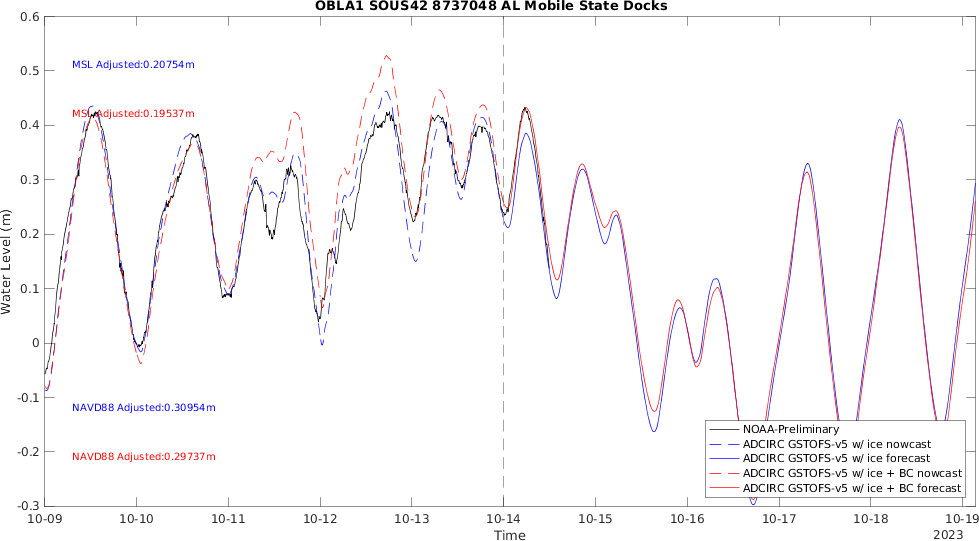 OBLA1 SOUS42 8737048 AL Mobile State Docks
0.6
0.5
0.4
0.3
0.2
0.1
0
-0.1
-0.2
-0.3
Water Level (m)
MSL Adjusted:0.20754m
MSL Adjusted:0.19537m
NAVD88 Adjusted:0.30954m
NAVD88 Adjusted:0.29737m
NOAA-Preliminary
ADCIRC GSTOFS-v5 w/ ice nowcast
ADCIRC GSTOFS-v5 w/ ice forecast
ADCIRC GSTOFS-v5 w/ ice + BC nowcast
ADCIRC GSTOFS-v5 w/ ice + BC forecast
10-09 10-10 10-11 10-12 10-13 10-14 10-15 10-16 10-17 10-18 10-19
Time
2023